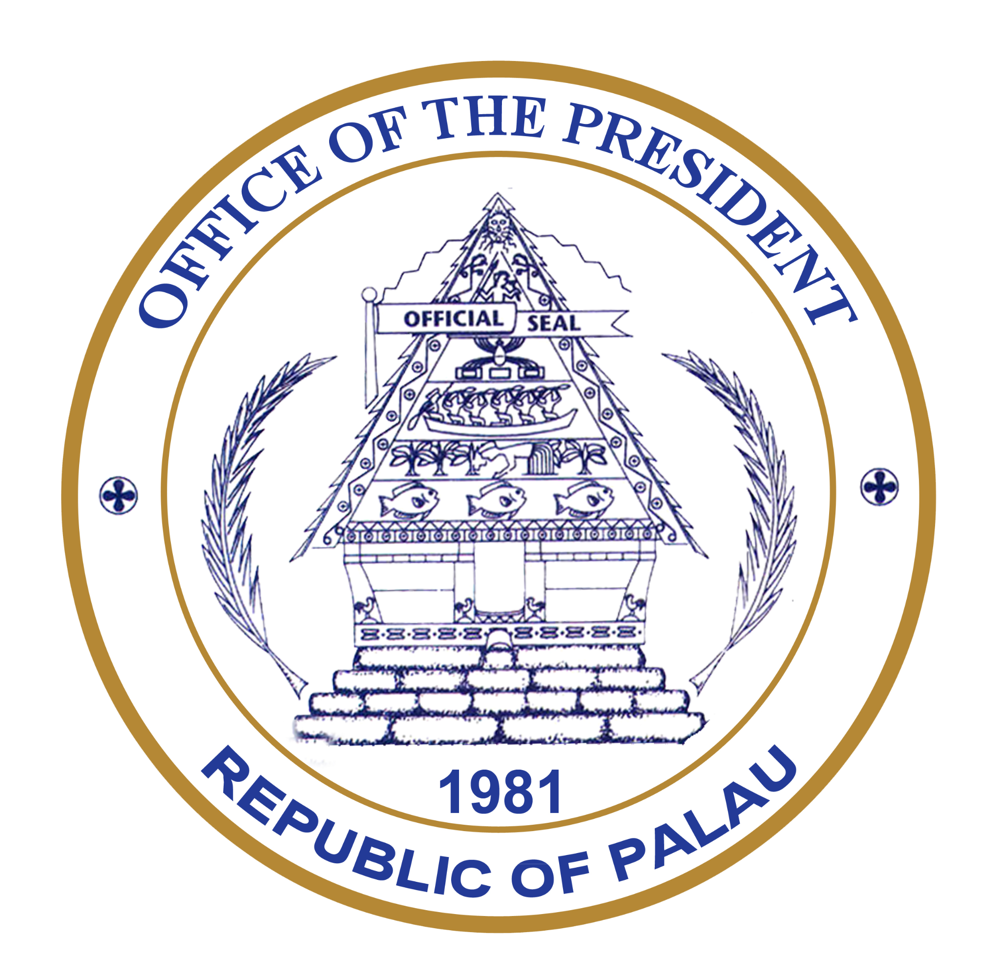 OFFICE OF THE PRESIDENT
OFFICIAL SEAL
1981
REPUBLIC OF PALAU